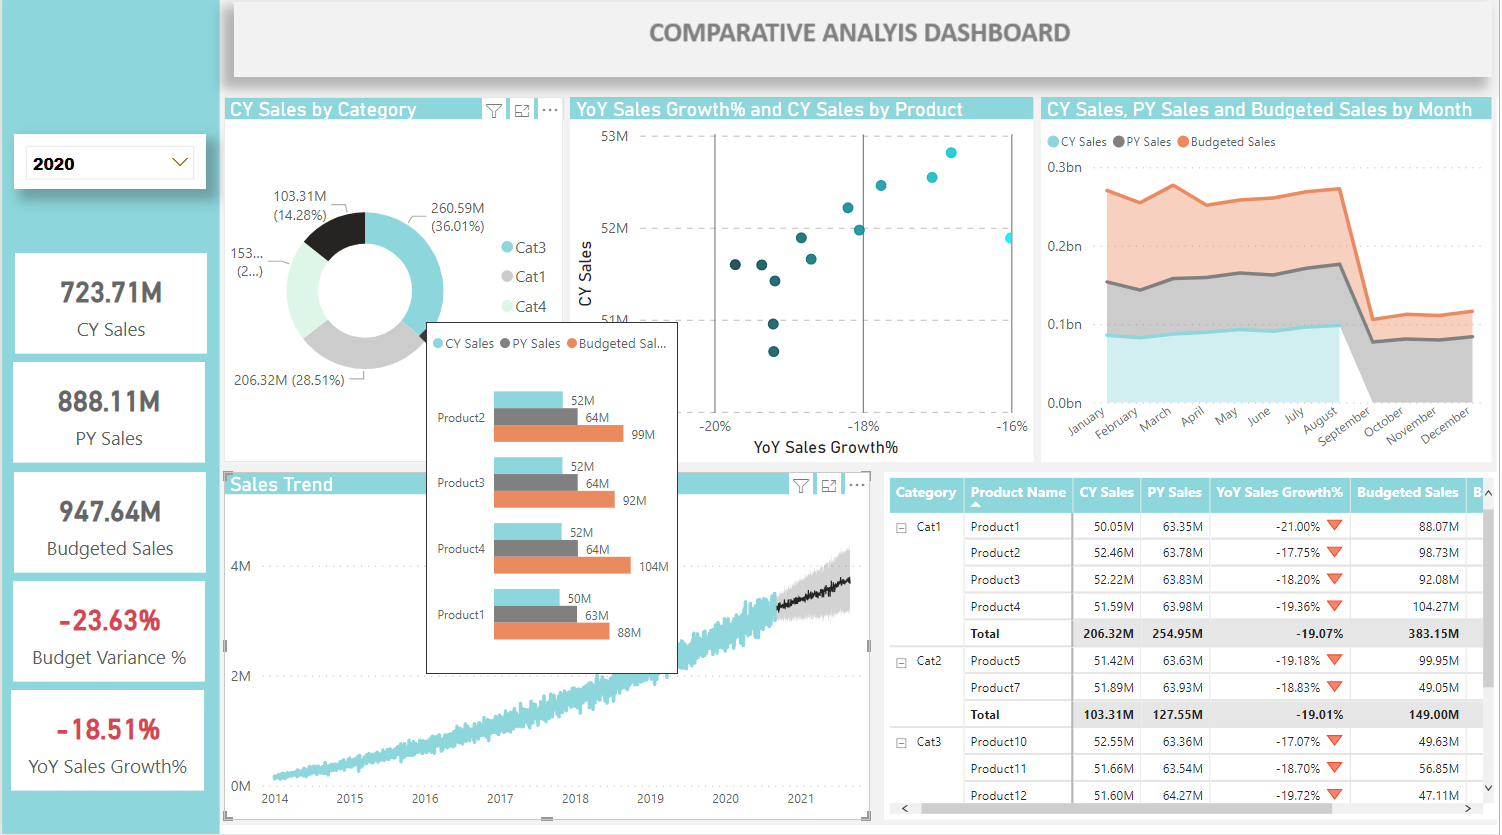 COMPARATIVE ANALYIS DASHBOARD
2020
723.71M
CY Sales
888.11M
PY Sales
947.64M
Budgeted Sales
-23.63%
Budget Variance %
-18.51%
YoY Sales Growth%
CY Sales by Category
103.31M
(14.28%)
260.59M
(36.01%)
153...
(2...)
206.32M (28.51%)
Cat3
Cat1
Cat4
YoY Sales Growth% and CY Sales by Product
CY Sales
53M
52M
51M
-20%
-18%
-16%
YoY Sales Growth%
CY Sales, PY Sales and Budgeted Sales by Month
CY Sales PY Sales Budgeted Sales
0.3bn
0.2bn
0.1bn
0.0bn
January
February
March
April
May
June
July
August
September
October
November
December
CY Sales PY Sales Budgeted Sal...
Product2
52M
64M
99M
Product3
52M
64M
92M
Product4
52M
64M
104M
Product1
50M
63M
88M
Sales Trend
4M
2M
0M
2014 2015 2016 2017 2018 2019 2020 2021
Category Product Name CY Sales PY Sales YoY Sales Growth% Budgeted Sales B
Cat1 Product1 50.05M 63.35M -21.00% 88.07M
Product2 52.46M 63.78M -17.75% 98.73M
Product3 52.22M 63.83M -18.20% 92.08M
Product4 51.59M 63.98M -19.36% 104.27M
Total 206.32M 254.95M -19.07% 383.15M
Cat2 Product5 51.42M 63.63M -19.18% 99.95M
Product7 51.89M 63.93M -18.83% 49.05M
Total 103.31M 127.55M -19.01% 149.00M
Cat3 Product10 52.55M 63.36M -17.07% 49.63M
Product11 51.66M 63.54M -18.70% 56.85M
Product12 51.60M 64.27M -19.72% 47.11M